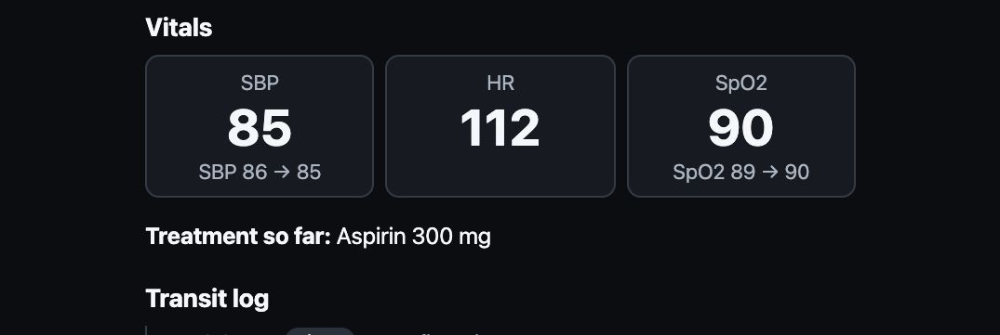 Vitals
SBP HR SpO2
85 112 90
SBP 86 → 85 SpO2 89 → 90
Treatment so far: Aspirin 300 mg
Transit log